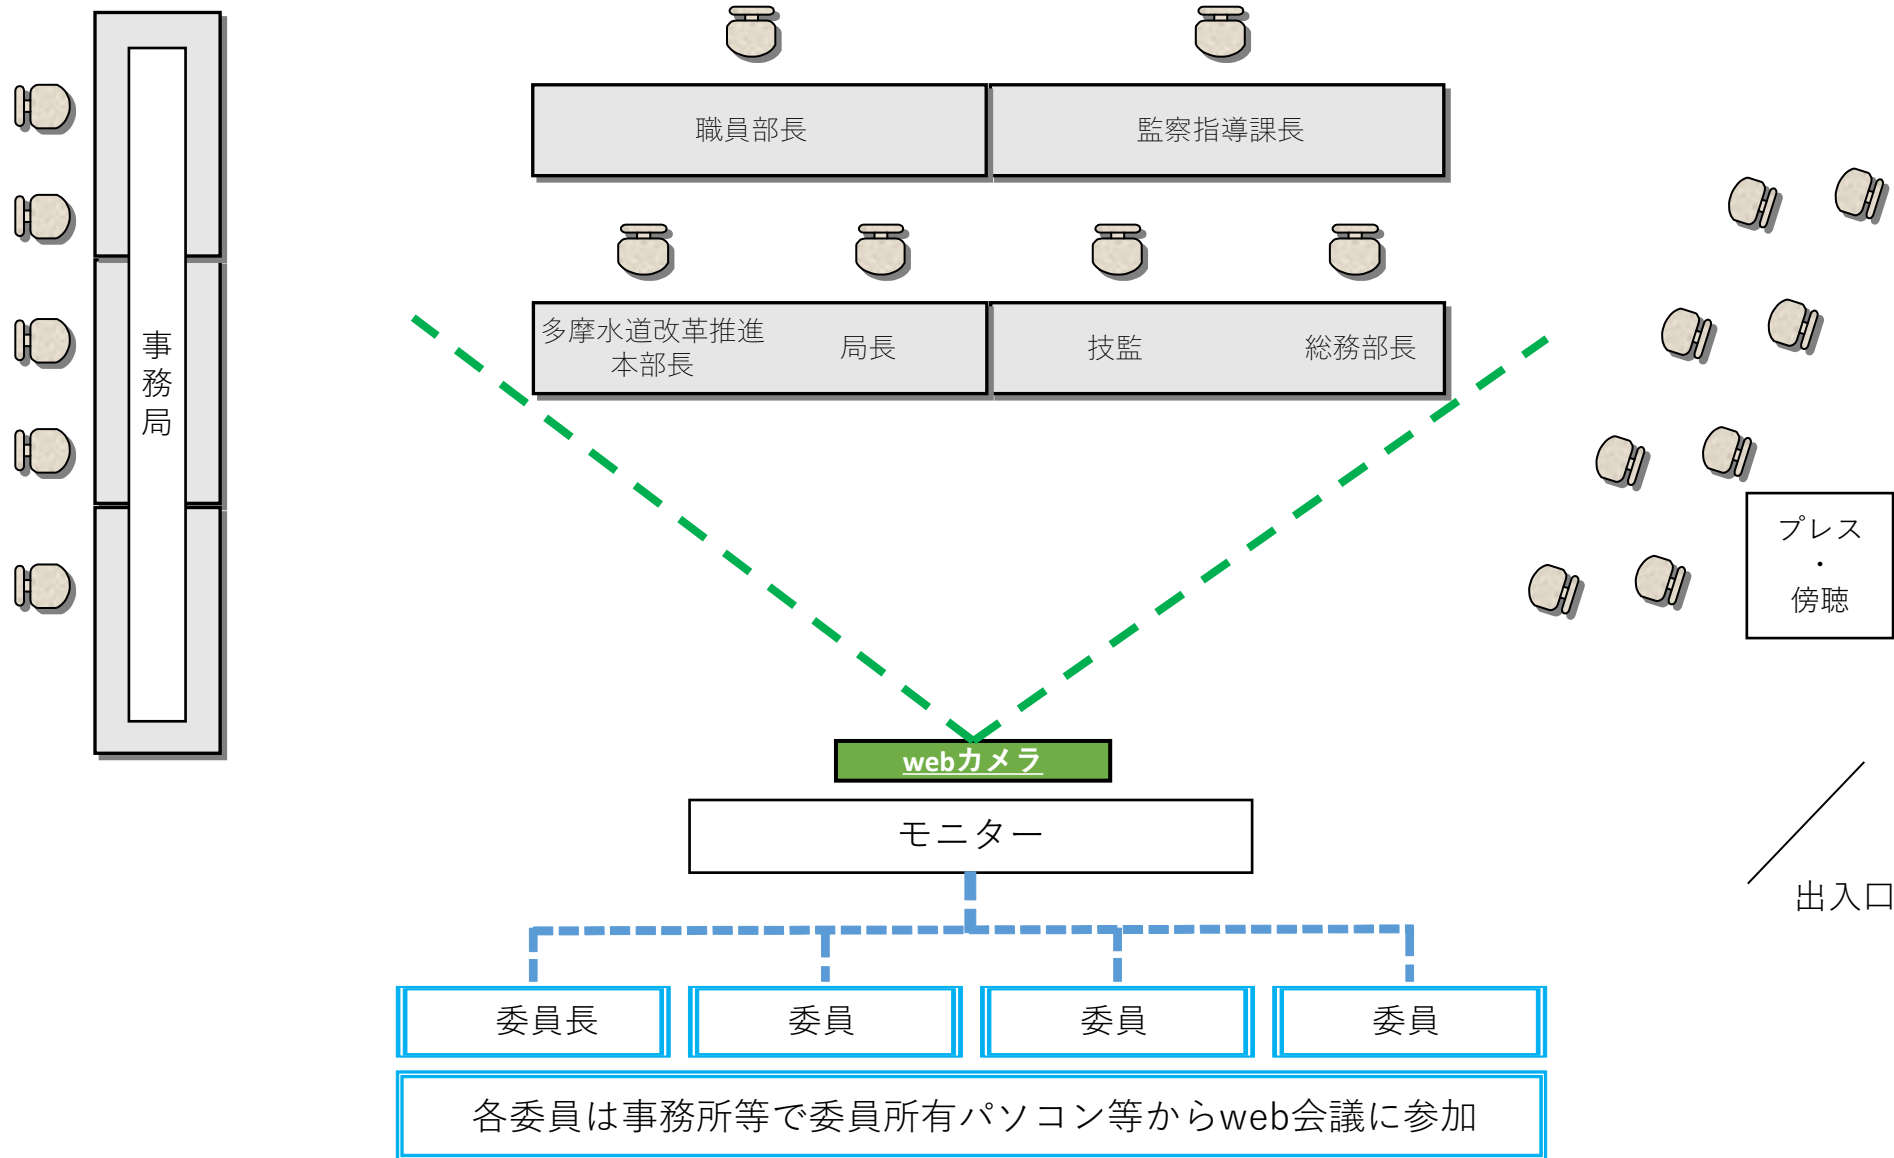 職員部長
監察指導課長
多摩水道改革推進
本部長
局長
技監
総務部長
事務局
プレス
・
傍聴
webカメラ
モニター
出入口
委員長
委員
委員
委員
各委員は事務所等で委員所有パソコン等からweb会議に参加